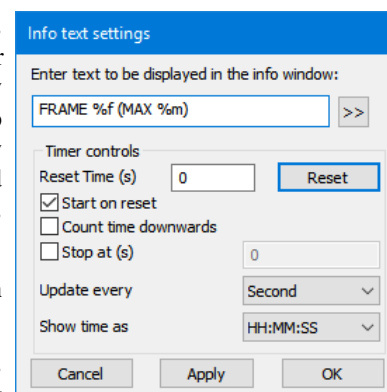 Info text settings
Enter text to be displayed in the info window:
FRAME %f (MAX %m) >>
Timer controls
Reset Time (s) 0 Reset
Start on reset
Count time downwards
Stop at (s) 0
Update every Second
Show time as HH:MM:SS
Cancel Apply OK